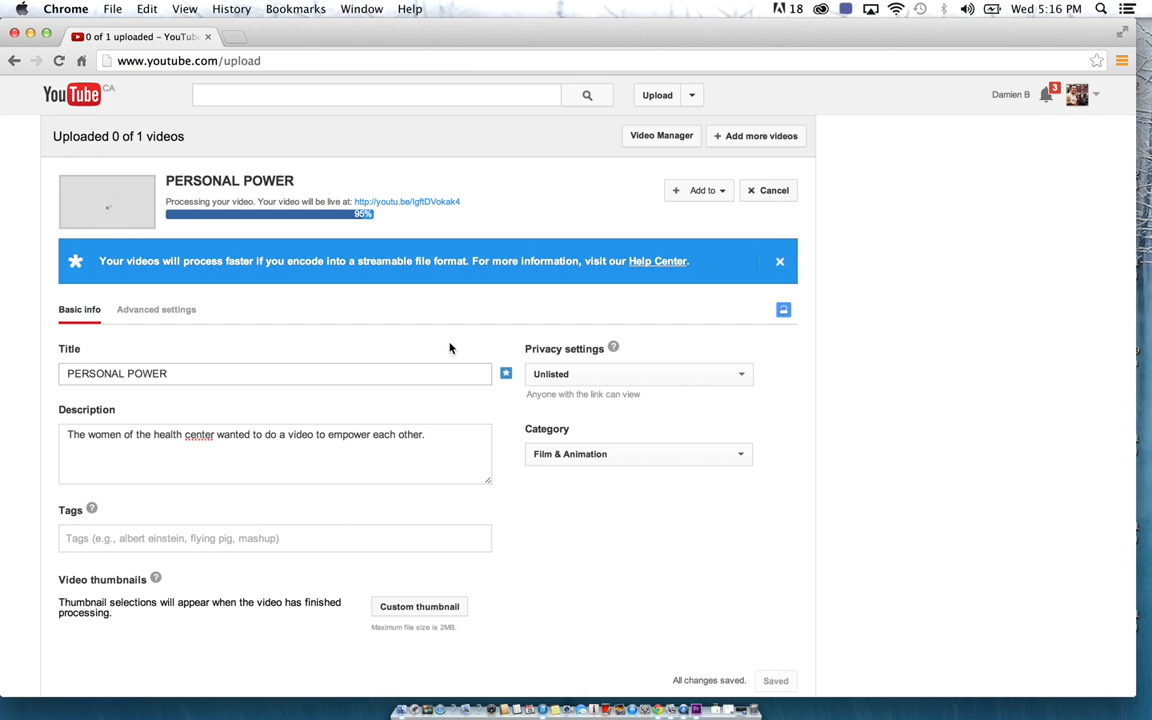 Chrome File Edit View History Bookmarks Window Help 18 Wed 5:16 PM
0 of 1 uploaded – YouTub
www.youtube.com/upload
YouTube CA Upload Damien B 3
Uploaded 0 of 1 videos Video Manager + Add more videos
PERSONAL POWER + Add to Cancel
Processing your video. Your video will be live at: http://youtu.be/lgftDVokak4
95%
Your videos will process faster if you encode into a streamable file format. For more information, visit our Help Center.
Basic info Advanced settings
Title Privacy settings ?
PERSONAL POWER Unlisted
Anyone with the link can view
Description Category
The women of the health center wanted to do a video to empower each other. Film & Animation
Tags ?
Tags (e.g., albert einstein, flying pig, mashup)
Video thumbnails ?
Thumbnail selections will appear when the video has finished
processing. Custom thumbnail
Maximum file size is 2MB.
All changes saved. Saved